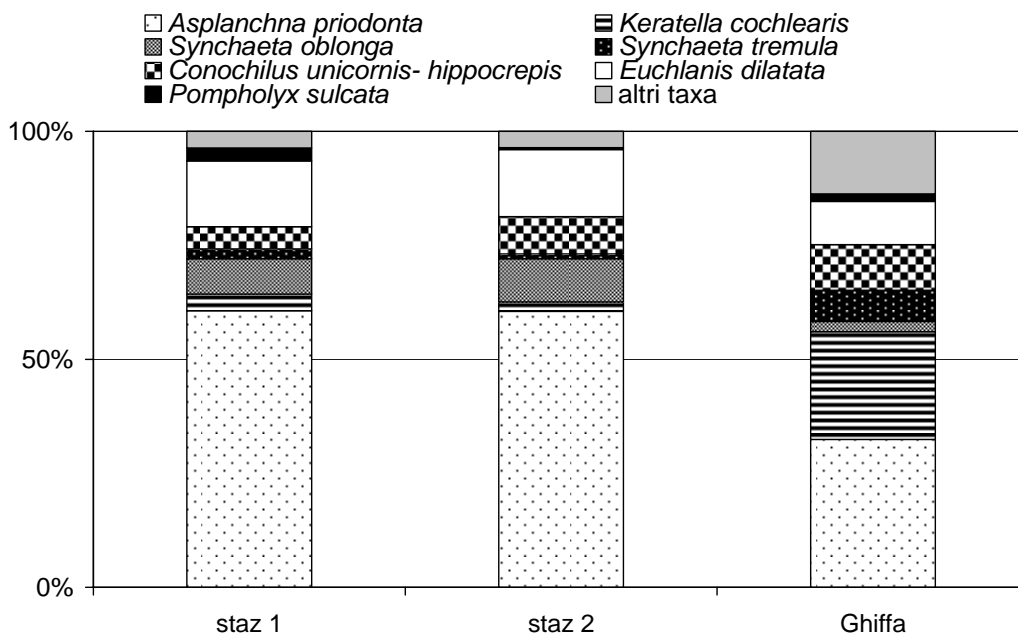 Asplanchna priodonta Keratella cochlearis
Synchaeta oblonga Synchaeta tremula
Conochilus unicornis- hippocrepis Euchlanis dilatata
Pompholyx sulcata altri taxa
100%
50%
0%
staz 1 staz 2 Ghiffa